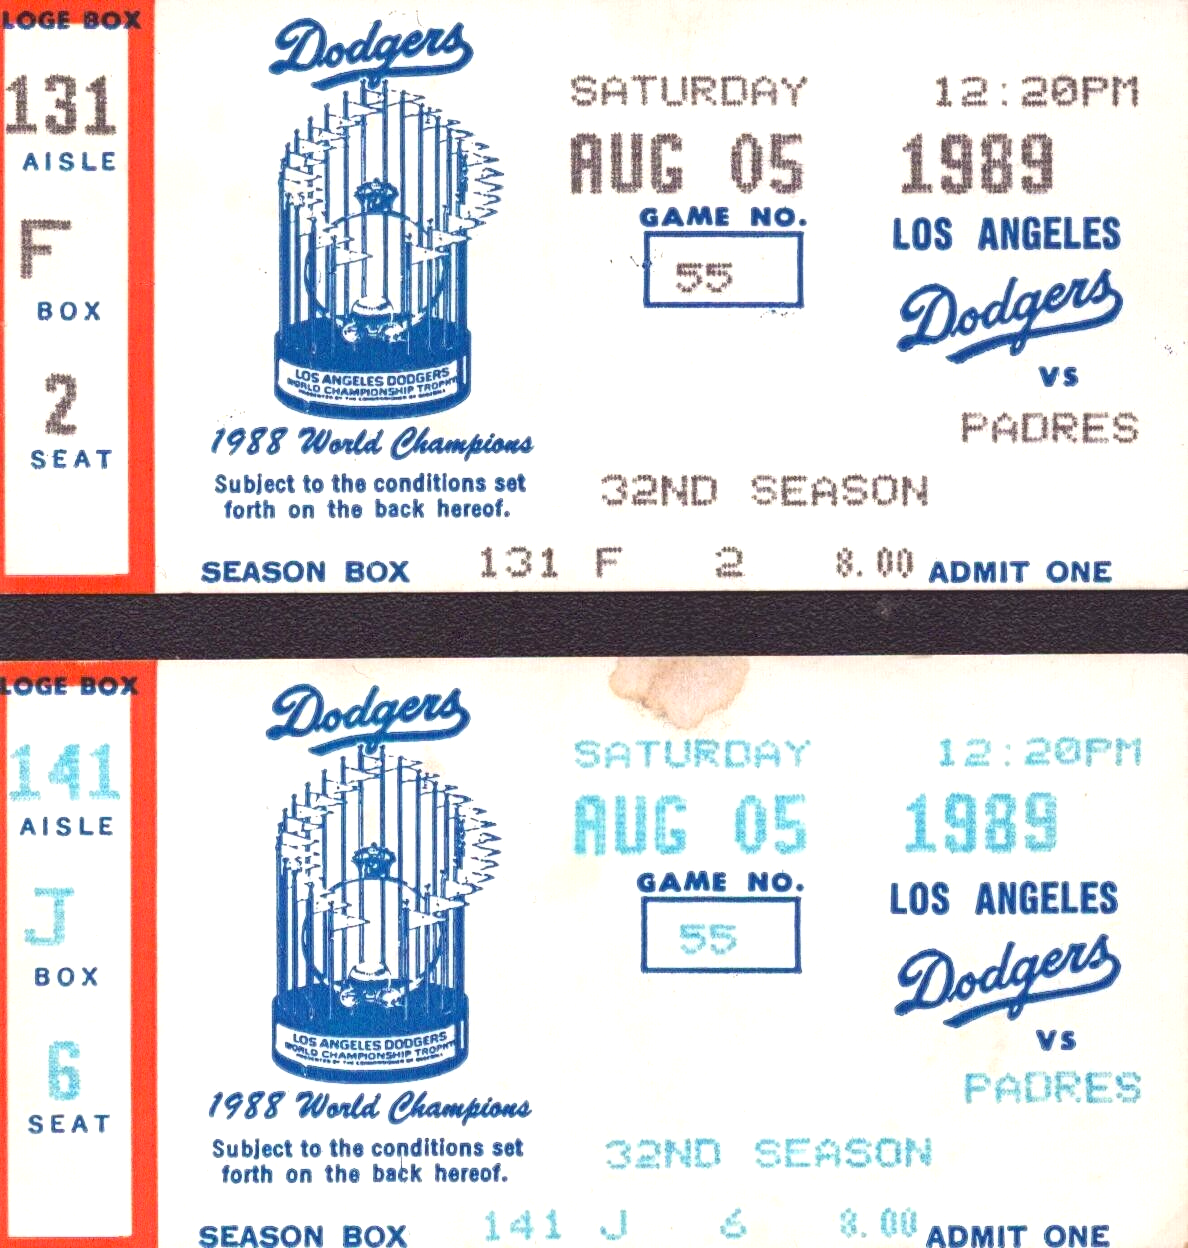 LOGE BOX
131
AISLE
F
BOX
2
SEAT
Dodgers
LOS ANGELES DODGERS
WORLD CHAMPIONSHIP TROPHY
1988 World Champions
Subject to the conditions set
forth on the back hereof.
SATURDAY 12:20PM
AUG 05 1989
GAME NO.
55
LOS ANGELES
Dodgers
VS
PADRES
32ND SEASON
SEASON BOX 131 F 2 8.00 ADMIT ONE
LOGE BOX
141
AISLE
J
BOX
6
SEAT
Dodgers
LOS ANGELES DODGERS
WORLD CHAMPIONSHIP TROPHY
1988 World Champions
Subject to the conditions set
forth on the back hereof.
SATURDAY 12:20PM
AUG 05 1989
GAME NO.
55
LOS ANGELES
Dodgers
VS
PADRES
32ND SEASON
SEASON BOX 141 J 6 8.00 ADMIT ONE